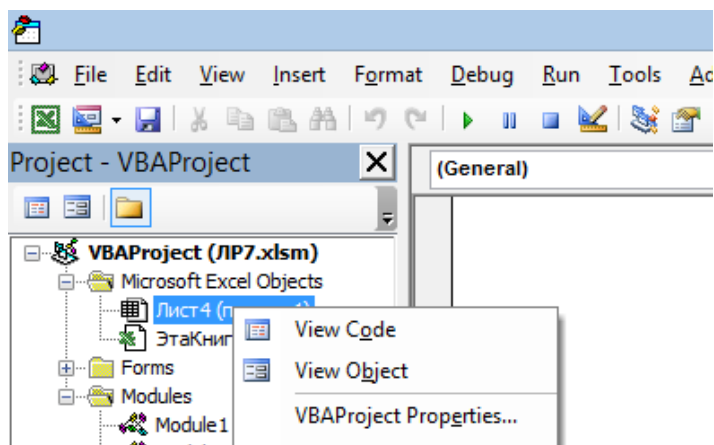 File Edit View Insert Format Debug Run Tools
Project - VBAProject
(General)
VBAProject (ЛР7.xlsm)
Microsoft Excel Objects
Лист4
View Code
View Object
Forms
Modules
VBAProject Properties...
Module1